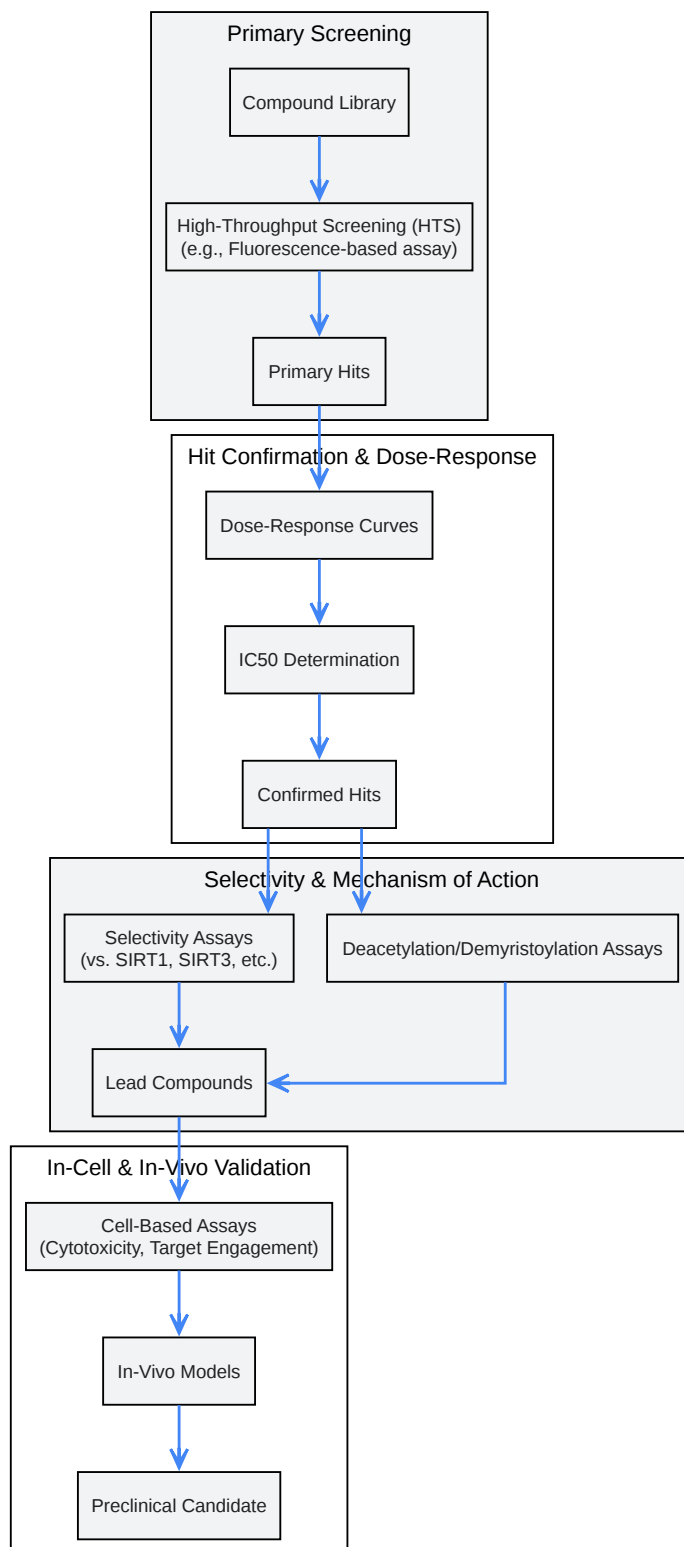 Primary Screening
Compound Library
High-Throughput Screening (HTS)
(e.g., Fluorescence-based assay)
Primary Hits
Hit Confirmation & Dose-Response
Dose-Response Curves
IC50 Determination
Confirmed Hits
Selectivity & Mechanism of Action
Selectivity Assays
(vs. SIRT1, SIRT3, etc.)
Deacetylation/Demyristoylation Assays
Lead Compounds
In-Cell & In-Vivo Validation
Cell-Based Assays
(Cytotoxicity, Target Engagement)
In-Vivo Models
Preclinical Candidate